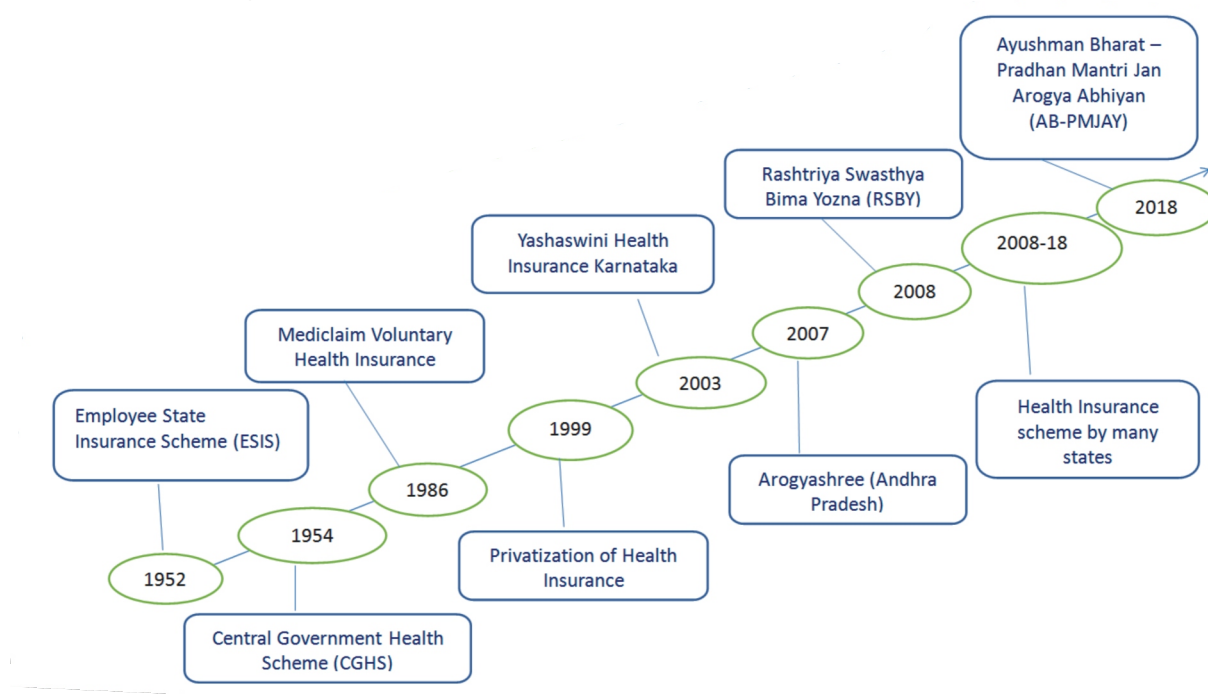 Ayushman Bharat –
Pradhan Mantri Jan
Arogya Abhiyan
(AB-PMJAY)
Rashtriya Swasthya
Bima Yozna (RSBY)
2018
Yashaswini Health
Insurance Karnataka
2008-18
2008
Mediclaim Voluntary
Health Insurance
2007
2003
Employee State
Insurance Scheme (ESIS)
1999
Health Insurance
scheme by many
states
1986
Arogyashree (Andhra
Pradesh)
1954
Privatization of Health
Insurance
1952
Central Government Health
Scheme (CGHS)